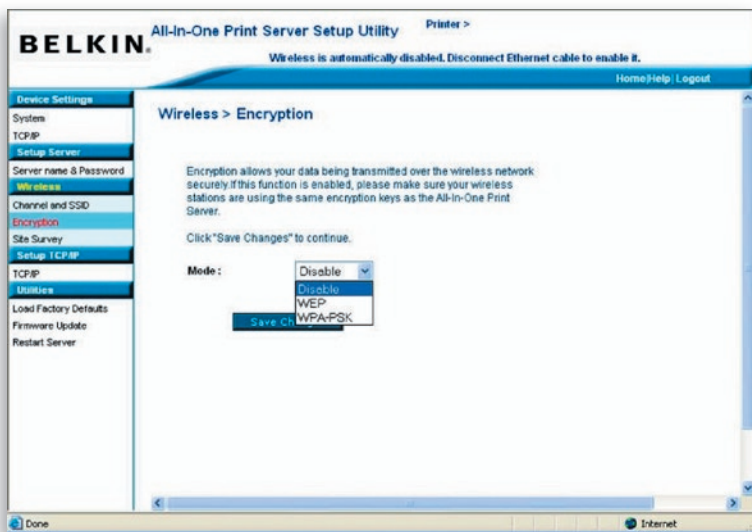 BELKIN.
All-In-One Print Server Setup Utility
Printer >
Wireless is automatically disabled. Disconnect Ethernet cable to enable it.
Home|Help| Logout
Device Settings
System
TCP/IP
Setup Server
Server name & Password
Wireless
Channel and SSID
Encryption
Site Survey
Setup TCP/IP
TCP/IP
Utilities
Load Factory Defaults
Firmware Update
Restart Server
Wireless > Encryption
Encryption allows your data being transmitted over the wireless network
securely.If this function is enabled, please make sure your wireless
stations are using the same encryption keys as the All-In-One Print
Server.
Click"Save Changes" to continue.
Mode : Disable
Disable
WEP
WPA-PSK
Save Ch
Done
Internet